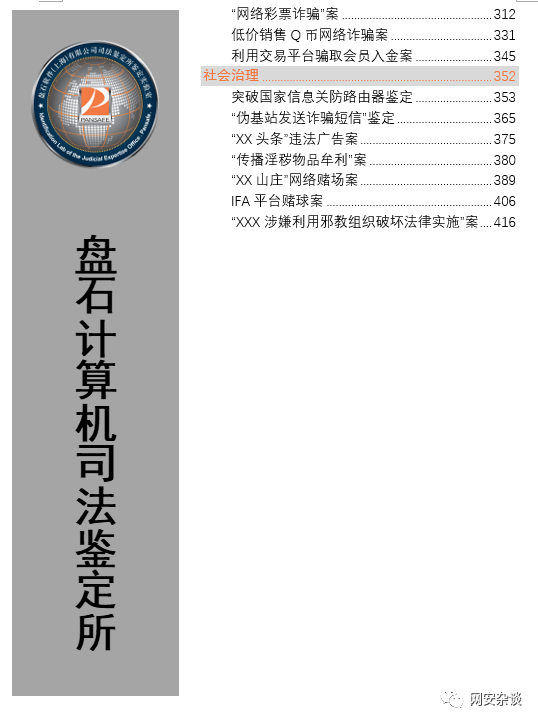 盘石软件(上海)有限公司司法鉴定所鉴定实验室
PANSAFE
Identification Lab of the Judicial Expertise Office, Pansafe
盘石计算机司法鉴定所
“网络彩票诈骗”案 312
低价销售 Q 币网络诈骗案 331
利用交易平台骗取会员入金案 345
社会治理 352
突破国家信息关防路由器鉴定 353
“伪基站发送诈骗短信”鉴定 365
“XX 头条”违法广告案 375
“传播淫秽物品牟利”案 380
“XX 山庄”网络赌场案 389
IFA 平台赌球案 406
“XXX 涉嫌利用邪教组织破坏法律实施”案 416
网安杂谈